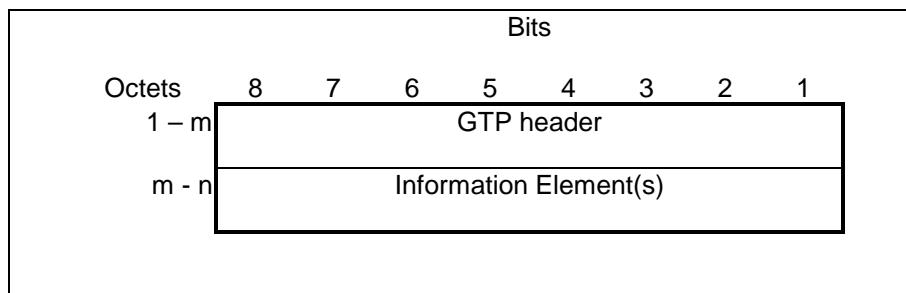 Bits
Octets 8 7 6 5 4 3 2 1
1 – m GTP header
m - n Information Element(s)